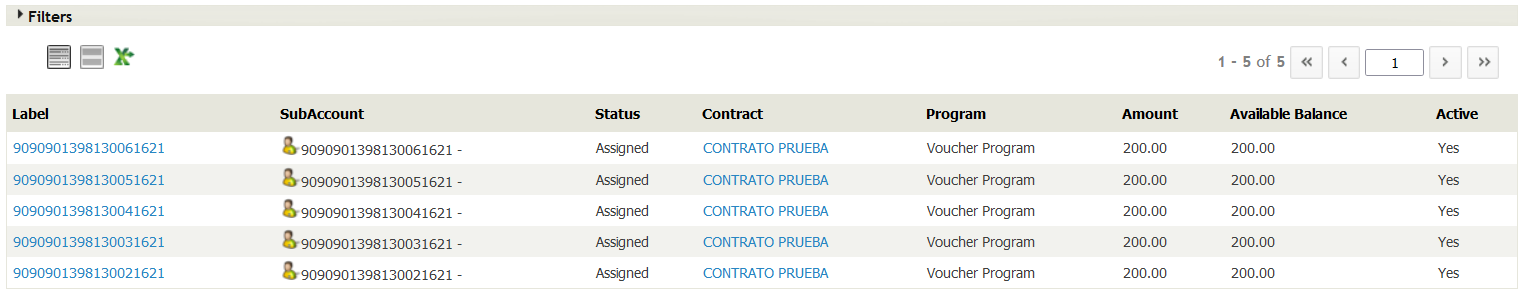 Filters
1 - 5 of 5 « ‹ 1 › »
Label SubAccount Status Contract Program Amount Available Balance Active
9090901398130061621 9090901398130061621 - Assigned CONTRATO PRUEBA Voucher Program 200.00 200.00 Yes
9090901398130051621 9090901398130051621 - Assigned CONTRATO PRUEBA Voucher Program 200.00 200.00 Yes
9090901398130041621 9090901398130041621 - Assigned CONTRATO PRUEBA Voucher Program 200.00 200.00 Yes
9090901398130031621 9090901398130031621 - Assigned CONTRATO PRUEBA Voucher Program 200.00 200.00 Yes
9090901398130021621 9090901398130021621 - Assigned CONTRATO PRUEBA Voucher Program 200.00 200.00 Yes